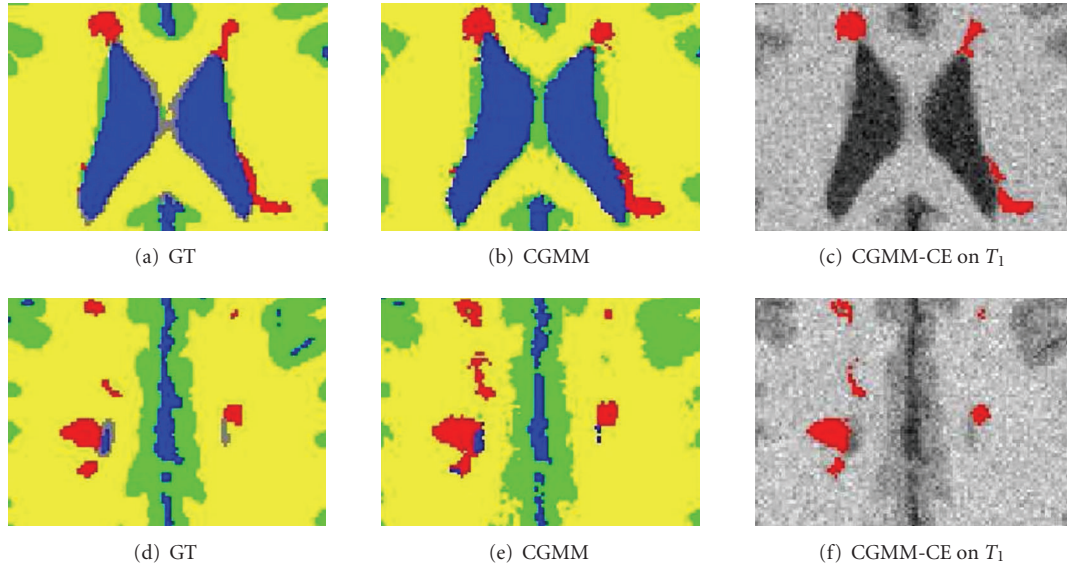 (a) GT
(b) CGMM
(c) CGMM-CE on T₁
(d) GT
(e) CGMM
(f) CGMM-CE on T₁